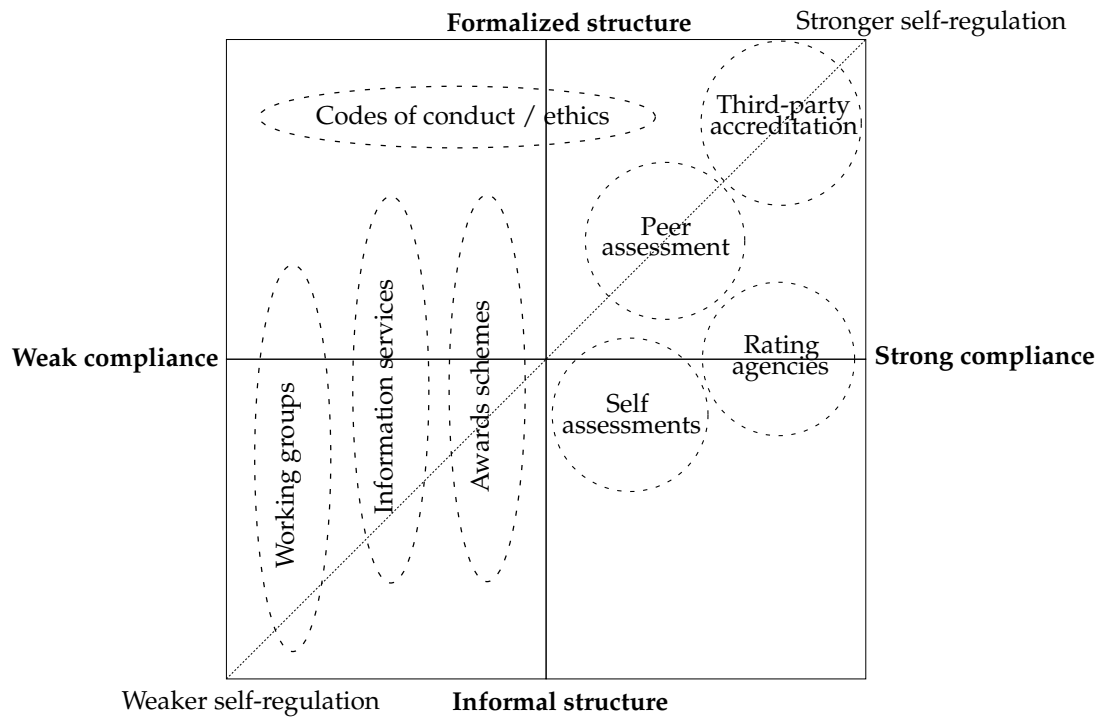 Formalized structure
Stronger self-regulation
Codes of conduct / ethics
Third-party
accreditation
Peer
assessment
Working groups
Information services
Awards schemes
Rating
agencies
Self
assessments
Weak compliance
Strong compliance
Weaker self-regulation
Informal structure